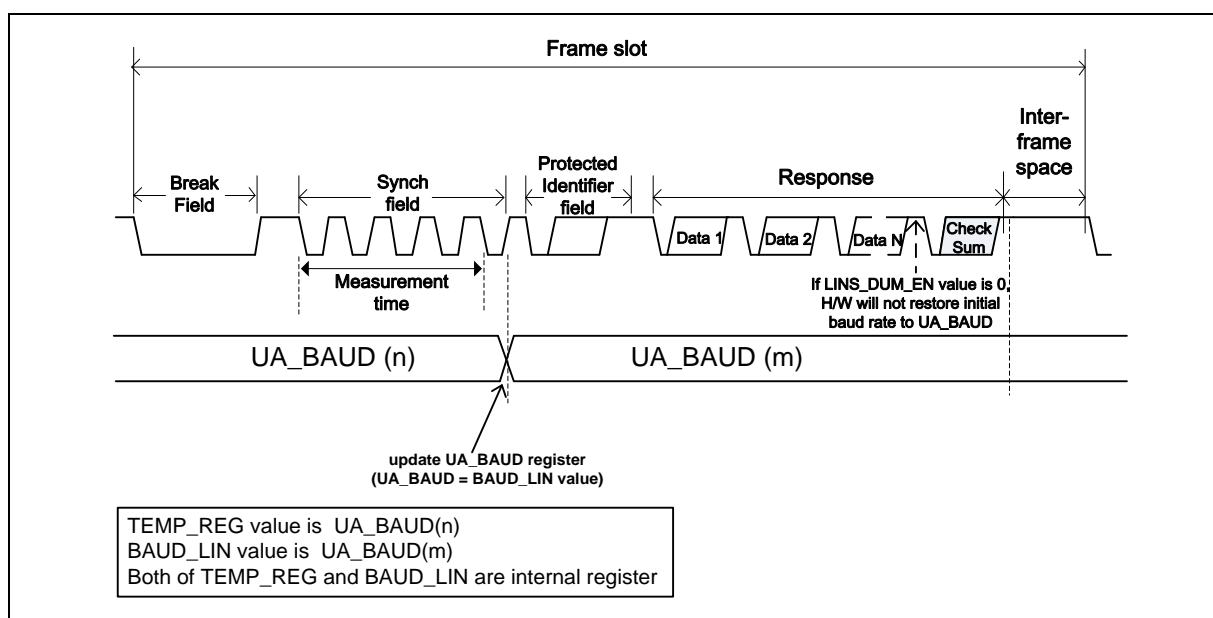 Frame slot
Inter-
frame
space
Break
Field
Synch
field
Protected
Identifier
field
Response
Data 1
Data 2
Data N
Check
Sum
Measurement
time
If LINS_DUM_EN value is 0,
H/W will not restore initial
baud rate to UA_BAUD
UA_BAUD (n)
UA_BAUD (m)
update UA_BAUD register
(UA_BAUD = BAUD_LIN value)
TEMP_REG value is UA_BAUD(n)
BAUD_LIN value is UA_BAUD(m)
Both of TEMP_REG and BAUD_LIN are internal register